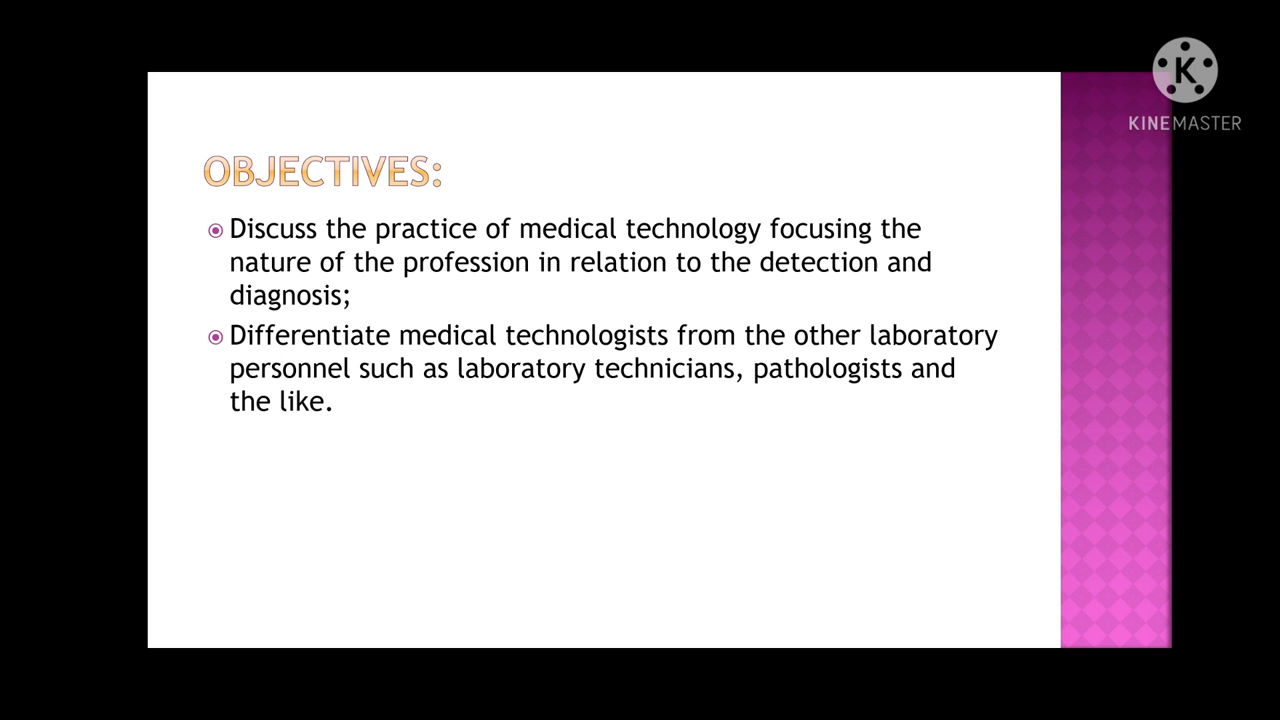 KINEMASTER
OBJECTIVES:
Discuss the practice of medical technology focusing the
nature of the profession in relation to the detection and
diagnosis;
Differentiate medical technologists from the other laboratory
personnel such as laboratory technicians, pathologists and
the like.